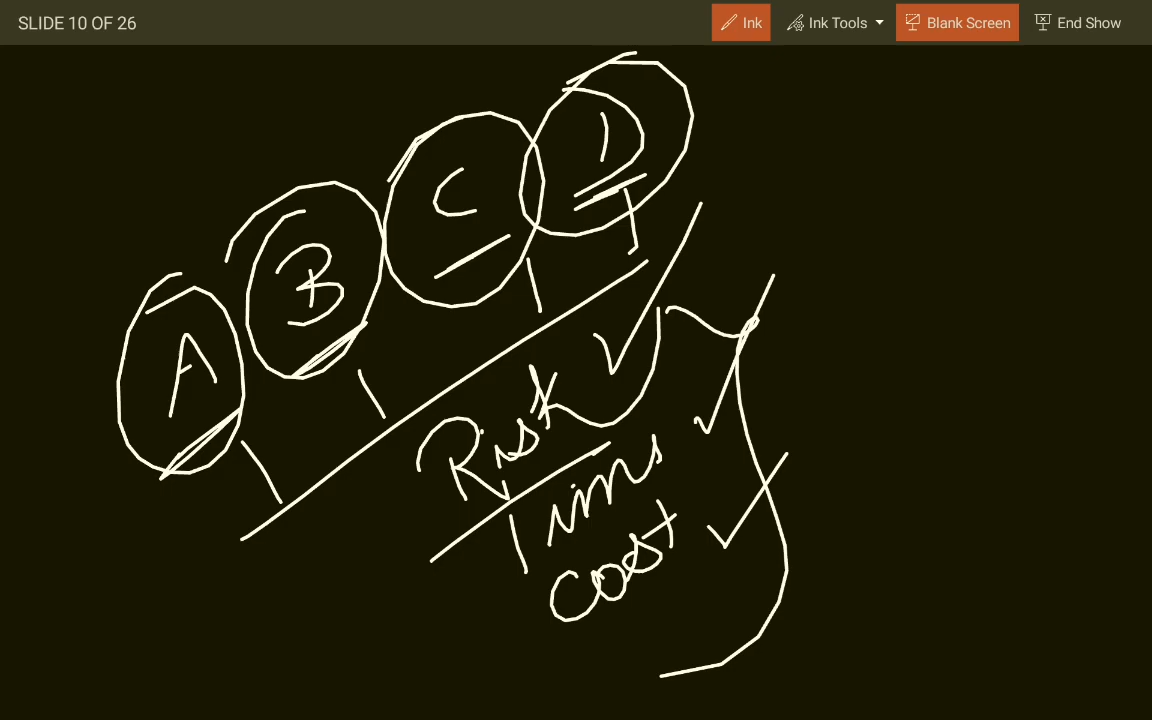 SLIDE 10 OF 26 Ink Ink Tools Blank Screen End Show
A B C D
Risk
Time
Cost